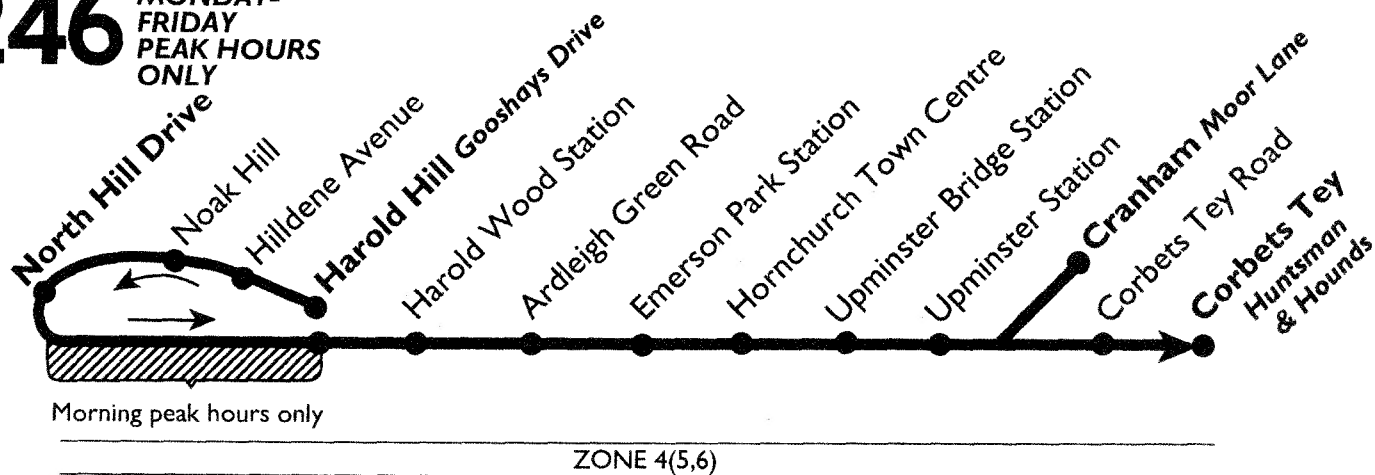 246
MONDAY-
FRIDAY
PEAK HOURS
ONLY
North Hill Drive
Noak Hill
Hilldene Avenue
Harold Hill Gooshays Drive
Harold Wood Station
Ardleigh Green Road
Emerson Park Station
Hornchurch Town Centre
Upminster Bridge Station
Upminster Station
Cranham Moor Lane
Corbets Tey Road
Corbets Tey
Huntsman
& Hounds
Morning peak hours only
ZONE 4(5,6)